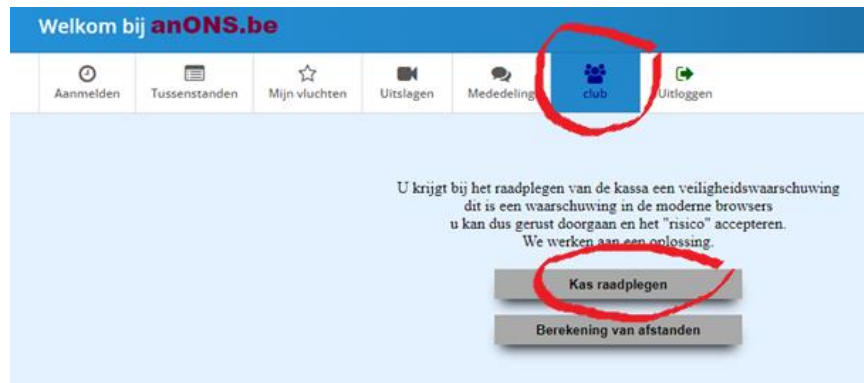 Welkom bij anONS.be
Aanmelden Tussenstanden Mijn vluchten Uitslagen Mededeling club Uitloggen
U krijgt bij het raadplegen van de kassa een veiligheidswaarschuwing
dit is een waarschuwing in de moderne browsers
u kan dus gerust doorgaan en het "risico" accepteren.
We werken aan een oplossing.
Kas raadplegen
Berekening van afstanden